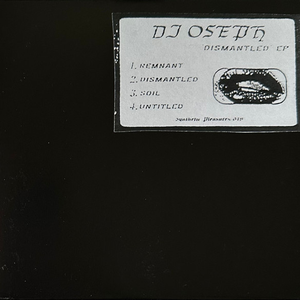 DJ OSEPH
DISMANTLED EP
1. REMNANT
2. DISMANTLED
3. SOIL
4. UNTITLED